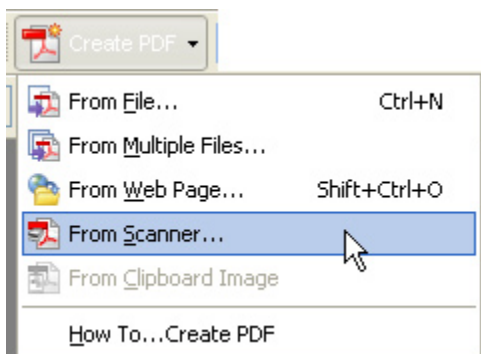 Create PDF
From File... Ctrl+N
From Multiple Files...
From Web Page... Shift+Ctrl+O
From Scanner...
From Clipboard Image
How To...Create PDF